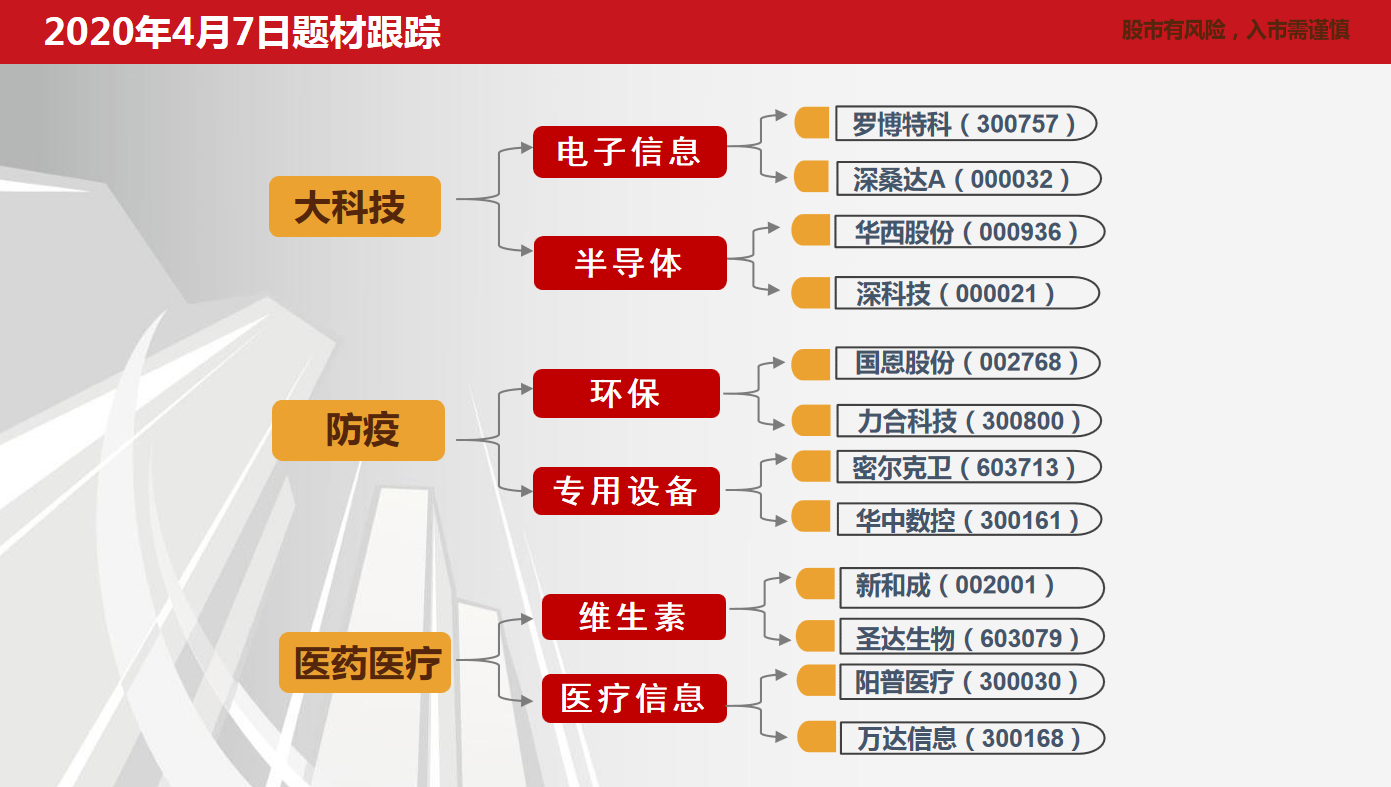 2020年4月7日题材跟踪
股市有风险，入市需谨慎
大科技
电子信息
罗博特科（300757）
深桑达A（000032）
半导体
华西股份（000936）
深科技（000021）
防疫
环保
国恩股份（002768）
力合科技（300800）
专用设备
密尔克卫（603713）
华中数控（300161）
医药医疗
维生素
新和成（002001）
圣达生物（603079）
医疗信息
阳普医疗（300030）
万达信息（300168）